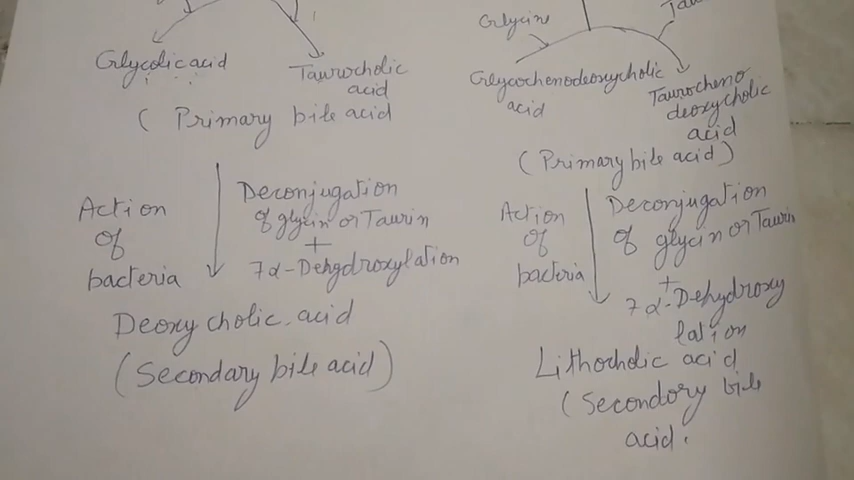 Glycolic acid
Taurocholic
acid
( Primary bile acid
Action
of
bacteria
Deconjugation
of glycin or Taurin
+
7α-Dehydroxylation
Deoxy cholic acid
(Secondary bile acid)
Glycine
Tau
Glycochenodeoxycholic
acid
Taurocheno
deoxycholic
acid
(Primary bile acid)
Action
of
bacteria
Deconjugation
of glycin or Taurin
+
7α-Dehydroxy
lation
Lithocholic acid
(Secondory bile
acid.